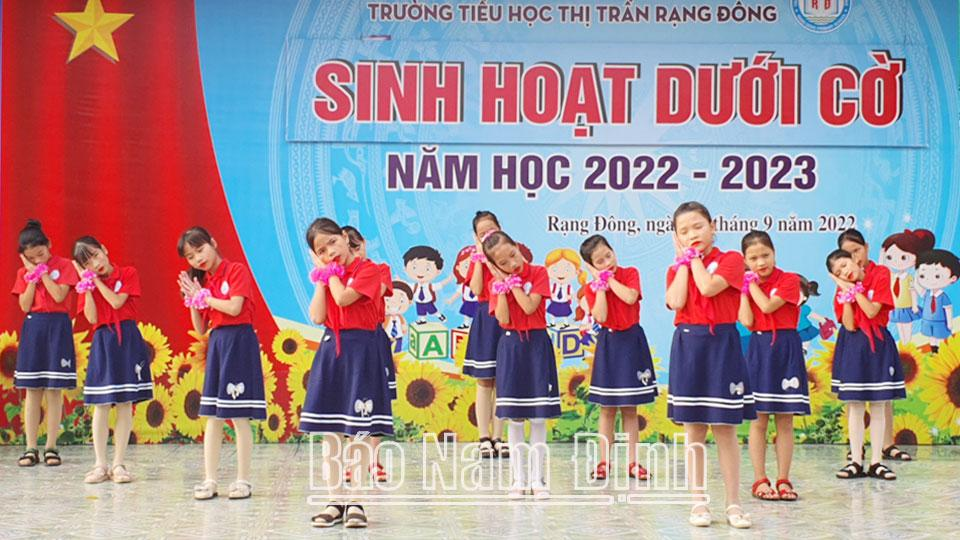 TRƯỜNG TIỂU HỌC THỊ TRẤN RẠNG ĐÔNG
SINH HOẠT DƯỚI CỜ
NĂM HỌC 2022 - 2023
Rạng Đông, ngày tháng 9 năm 2022
Báo Nam Định